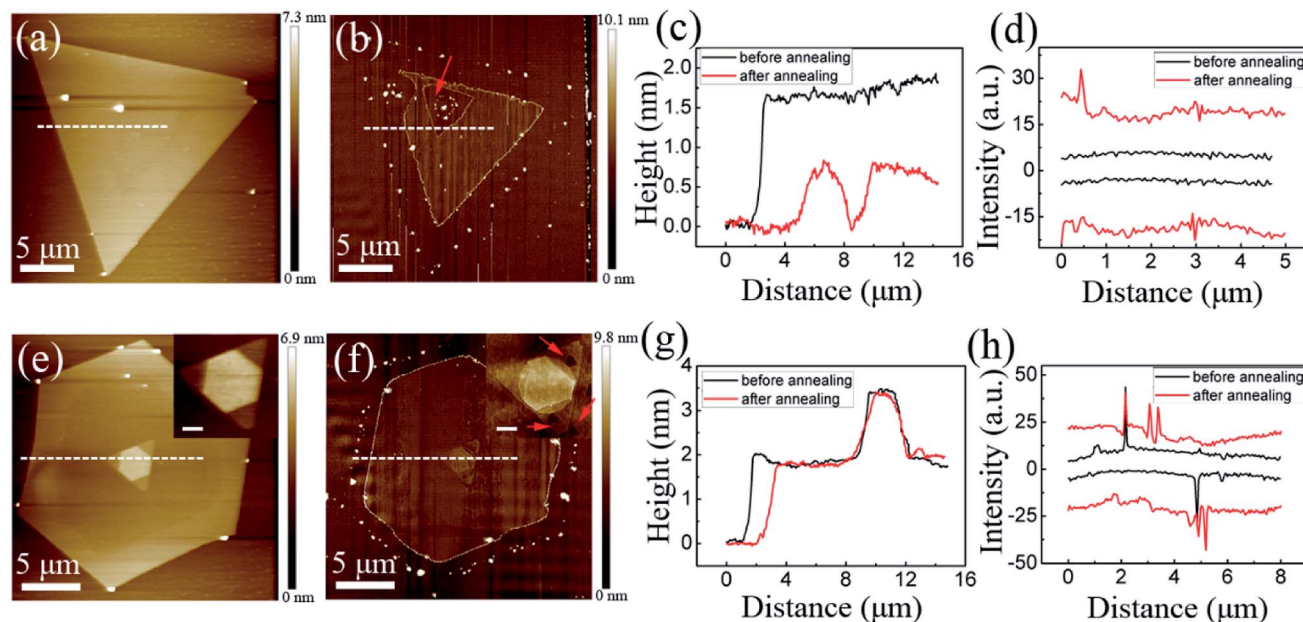 (a)
7.3 nm
5 μm
0 nm
(b)
10.1 nm
5 μm
0 nm
(c)
before annealing
after annealing
2.0
1.5
1.0
0.5
0.0
Height (nm)
0 4 8 12 16
Distance (μm)
(d)
before annealing
after annealing
30
15
0
-15
Intensity (a.u.)
0 1 2 3 4 5
Distance (μm)
(e)
6.9 nm
5 μm
0 nm
(f)
9.8 nm
5 μm
0 nm
(g)
before annealing
after annealing
4
3
2
1
0
Height (nm)
0 4 8 12 16
Distance (μm)
(h)
before annealing
after annealing
50
25
0
-25
-50
Intensity (a.u.)
0 2 4 6 8
Distance (μm)